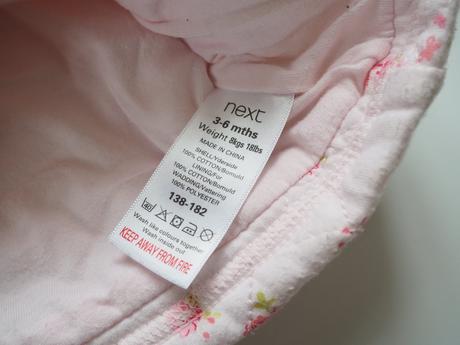 next
3-6 mths
Weight 8kgs 18lbs
MADE IN CHINA
SHELL/Yderside
100% COTTON/Bomuld
LINING/For
100% COTTON/Bomuld
WADDING/Vattering
100% POLYESTER
138-182
Wash like colours together
Wash inside out
KEEP AWAY FROM FIRE